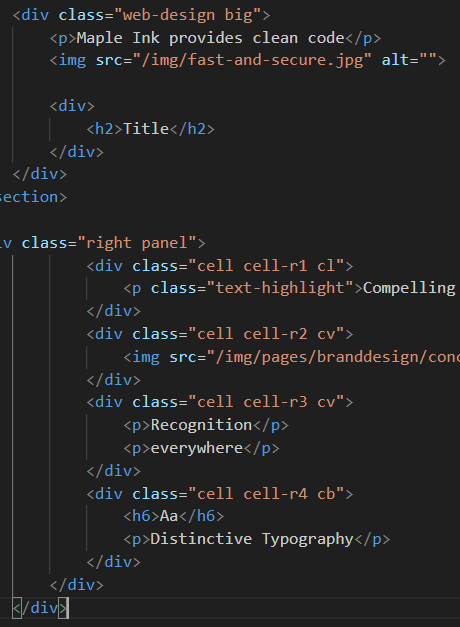 <div class="web-design big">
<p>Maple Ink provides clean code</p>
<img src="/img/fast-and-secure.jpg" alt="">
<div>
<h2>Title</h2>
</div>
</div>
section>
class="right panel">
<div class="cell cell-r1 cl">
<p class="text-highlight">Compelling
</div>
<div class="cell cell-r2 cv">
<img src="/img/pages/branddesign/conc
</div>
<div class="cell cell-r3 cv">
<p>Recognition</p>
<p>everywhere</p>
</div>
<div class="cell cell-r4 cb">
<h6>Aa</h6>
<p>Distinctive Typography</p>
</div>
</div>
</div>